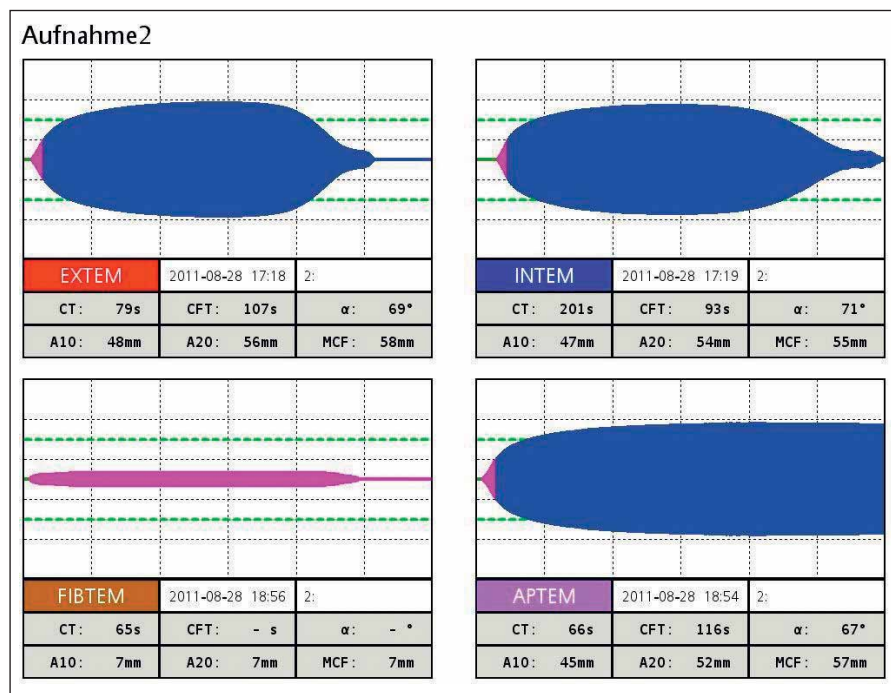 Aufnahme2
EXTEM 2011-08-28 17:18 2:
CT: 79s CFT: 107s α: 69°
A10: 48mm A20: 56mm MCF: 58mm
INTEM 2011-08-28 17:19 2:
CT: 201s CFT: 93s α: 71°
A10: 47mm A20: 54mm MCF: 55mm
FIBTEM 2011-08-28 18:56 2:
CT: 65s CFT: - s α: - °
A10: 7mm A20: 7mm MCF: 7mm
APTEM 2011-08-28 18:54 2:
CT: 66s CFT: 116s α: 67°
A10: 45mm A20: 52mm MCF: 57mm